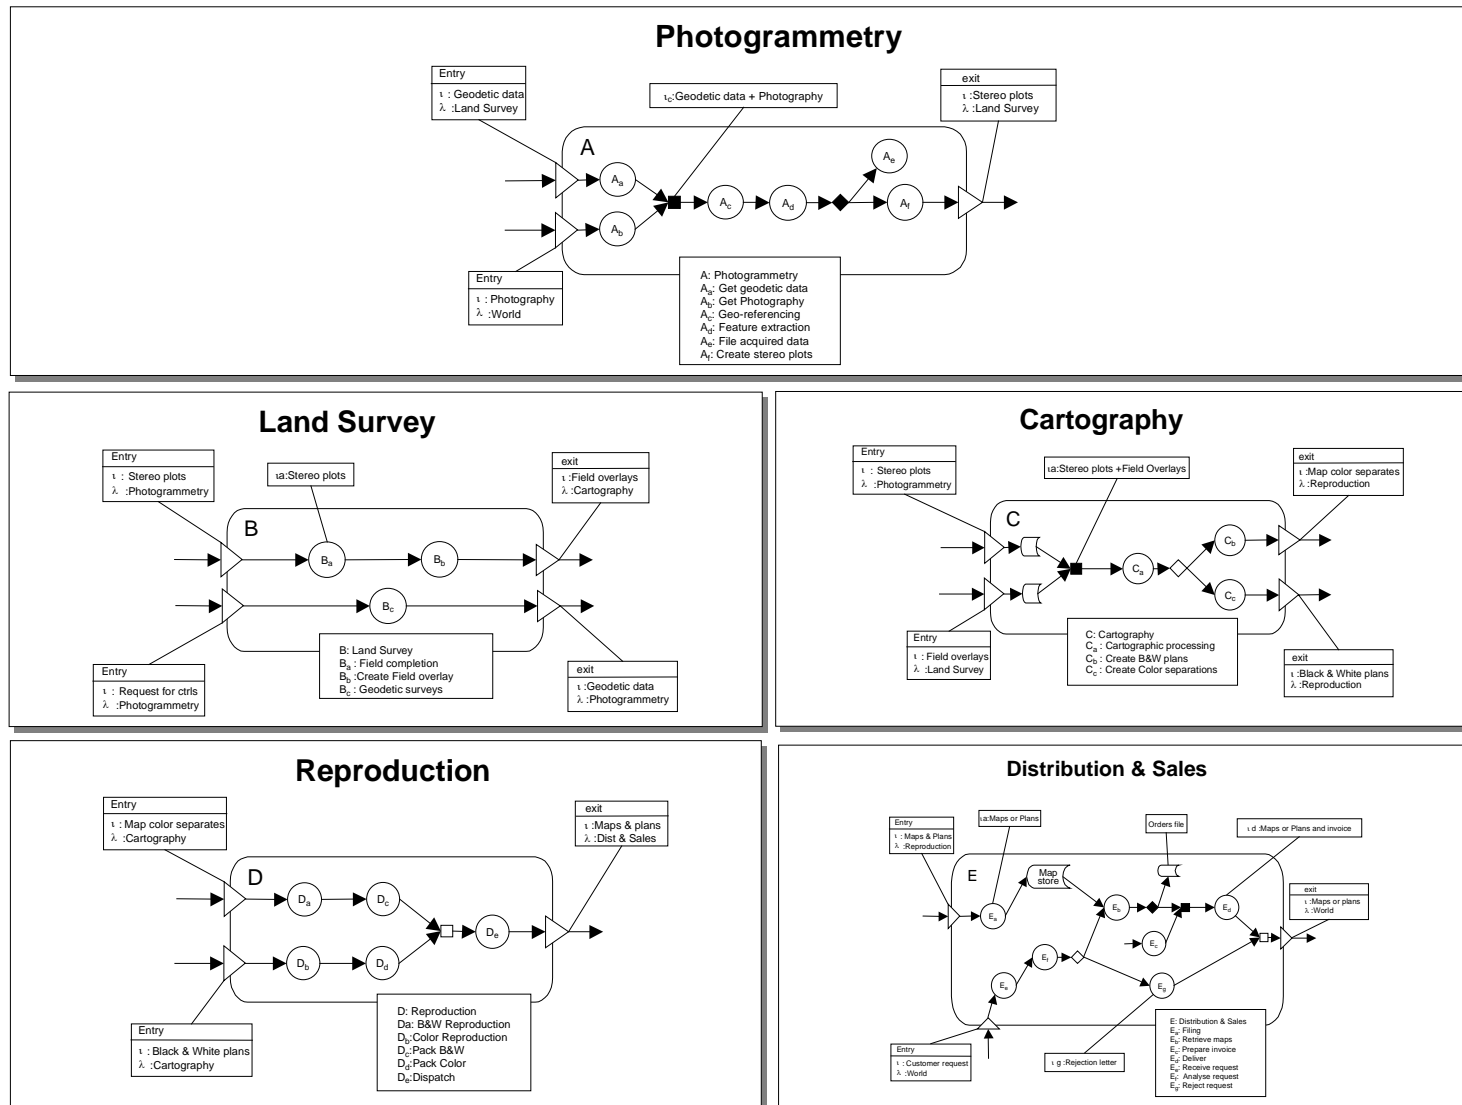 Photogrammetry
Entry
ι : Geodetic data
λ :Land Survey
ιc:Geodetic data + Photography
exit
ι :Stereo plots
λ :Land Survey
A
Aa
Ab
Ac
Ad
Ae
Af
Entry
ι : Photography
λ :World
A: Photogrammetry
Aa: Get geodetic data
Ab: Get Photography
Ac: Geo-referencing
Ad: Feature extraction
Ae: File acquired data
Af: Create stereo plots
Land Survey
Entry
ι : Stereo plots
λ :Photogrammetry
ιa:Stereo plots
exit
ι :Field overlays
λ :Cartography
B
Ba
Bb
Bc
Entry
ι : Request for ctrls
λ :Photogrammetry
B: Land Survey
Ba : Field completion
Bb :Create Field overlay
Bc : Geodetic surveys
exit
ι :Geodetic data
λ :Photogrammetry
Cartography
Entry
ι : Stereo plots
λ :Photogrammetry
ιa:Stereo plots +Field Overlays
exit
ι :Map color separates
λ :Reproduction
C
Ca
Cb
Cc
Entry
ι : Field overlays
λ : Land Survey
C: Cartography
Ca : Cartographic processing
Cb : Create B&W plans
Cc : Create Color separations
exit
ι :Black & White plans
λ :Reproduction
Reproduction
Entry
ι : Map color separates
λ :Cartography
exit
ι :Maps & plans
λ :Dist & Sales
D
Da
Dc
De
Db
Dd
Entry
ι : Black & White plans
λ :Cartography
D: Reproduction
Da: B&W Reproduction
Db:Color Reproduction
Dc:Pack B&W
Dd:Pack Color
De:Dispatch
Distribution & Sales
Entry
ι : Maps & Plans
λ :Reproduction
ιa:Maps or Plans
Orders file
ι d :Maps or Plans and invoice
E
Map
store
Ea
Eb
Ed
Ec
Ef
Ee
Eg
exit
ι :Maps or plans
λ :World
Entry
ι : Customer request
λ :World
ι g :Rejection letter
E: Distribution & Sales
Ea: Filing
Eb: Retrieve maps
Ec: Prepare invoice
Ed: Deliver
Ee: Receive request
Ef: Analyse request
Eg: Reject request